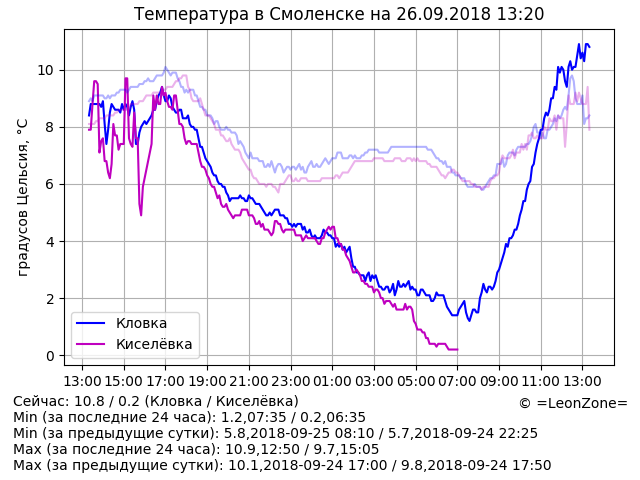 Температура в Смоленске на 26.09.2018 13:20
градусов Цельсия, °C
10
8
6
4
2
0
Кловка
Киселёвка
13:00 15:00 17:00 19:00 21:00 23:00 01:00 03:00 05:00 07:00 09:00 11:00 13:00
Сейчас: 10.8 / 0.2 (Кловка / Киселёвка)
© =LeonZone=
Min (за последние 24 часа): 1.2,07:35 / 0.2,06:35
Min (за предыдущие сутки): 5.8,2018-09-25 08:10 / 5.7,2018-09-24 22:25
Max (за последние 24 часа): 10.9,12:50 / 9.7,15:05
Max (за предыдущие сутки): 10.1,2018-09-24 17:00 / 9.8,2018-09-24 17:50